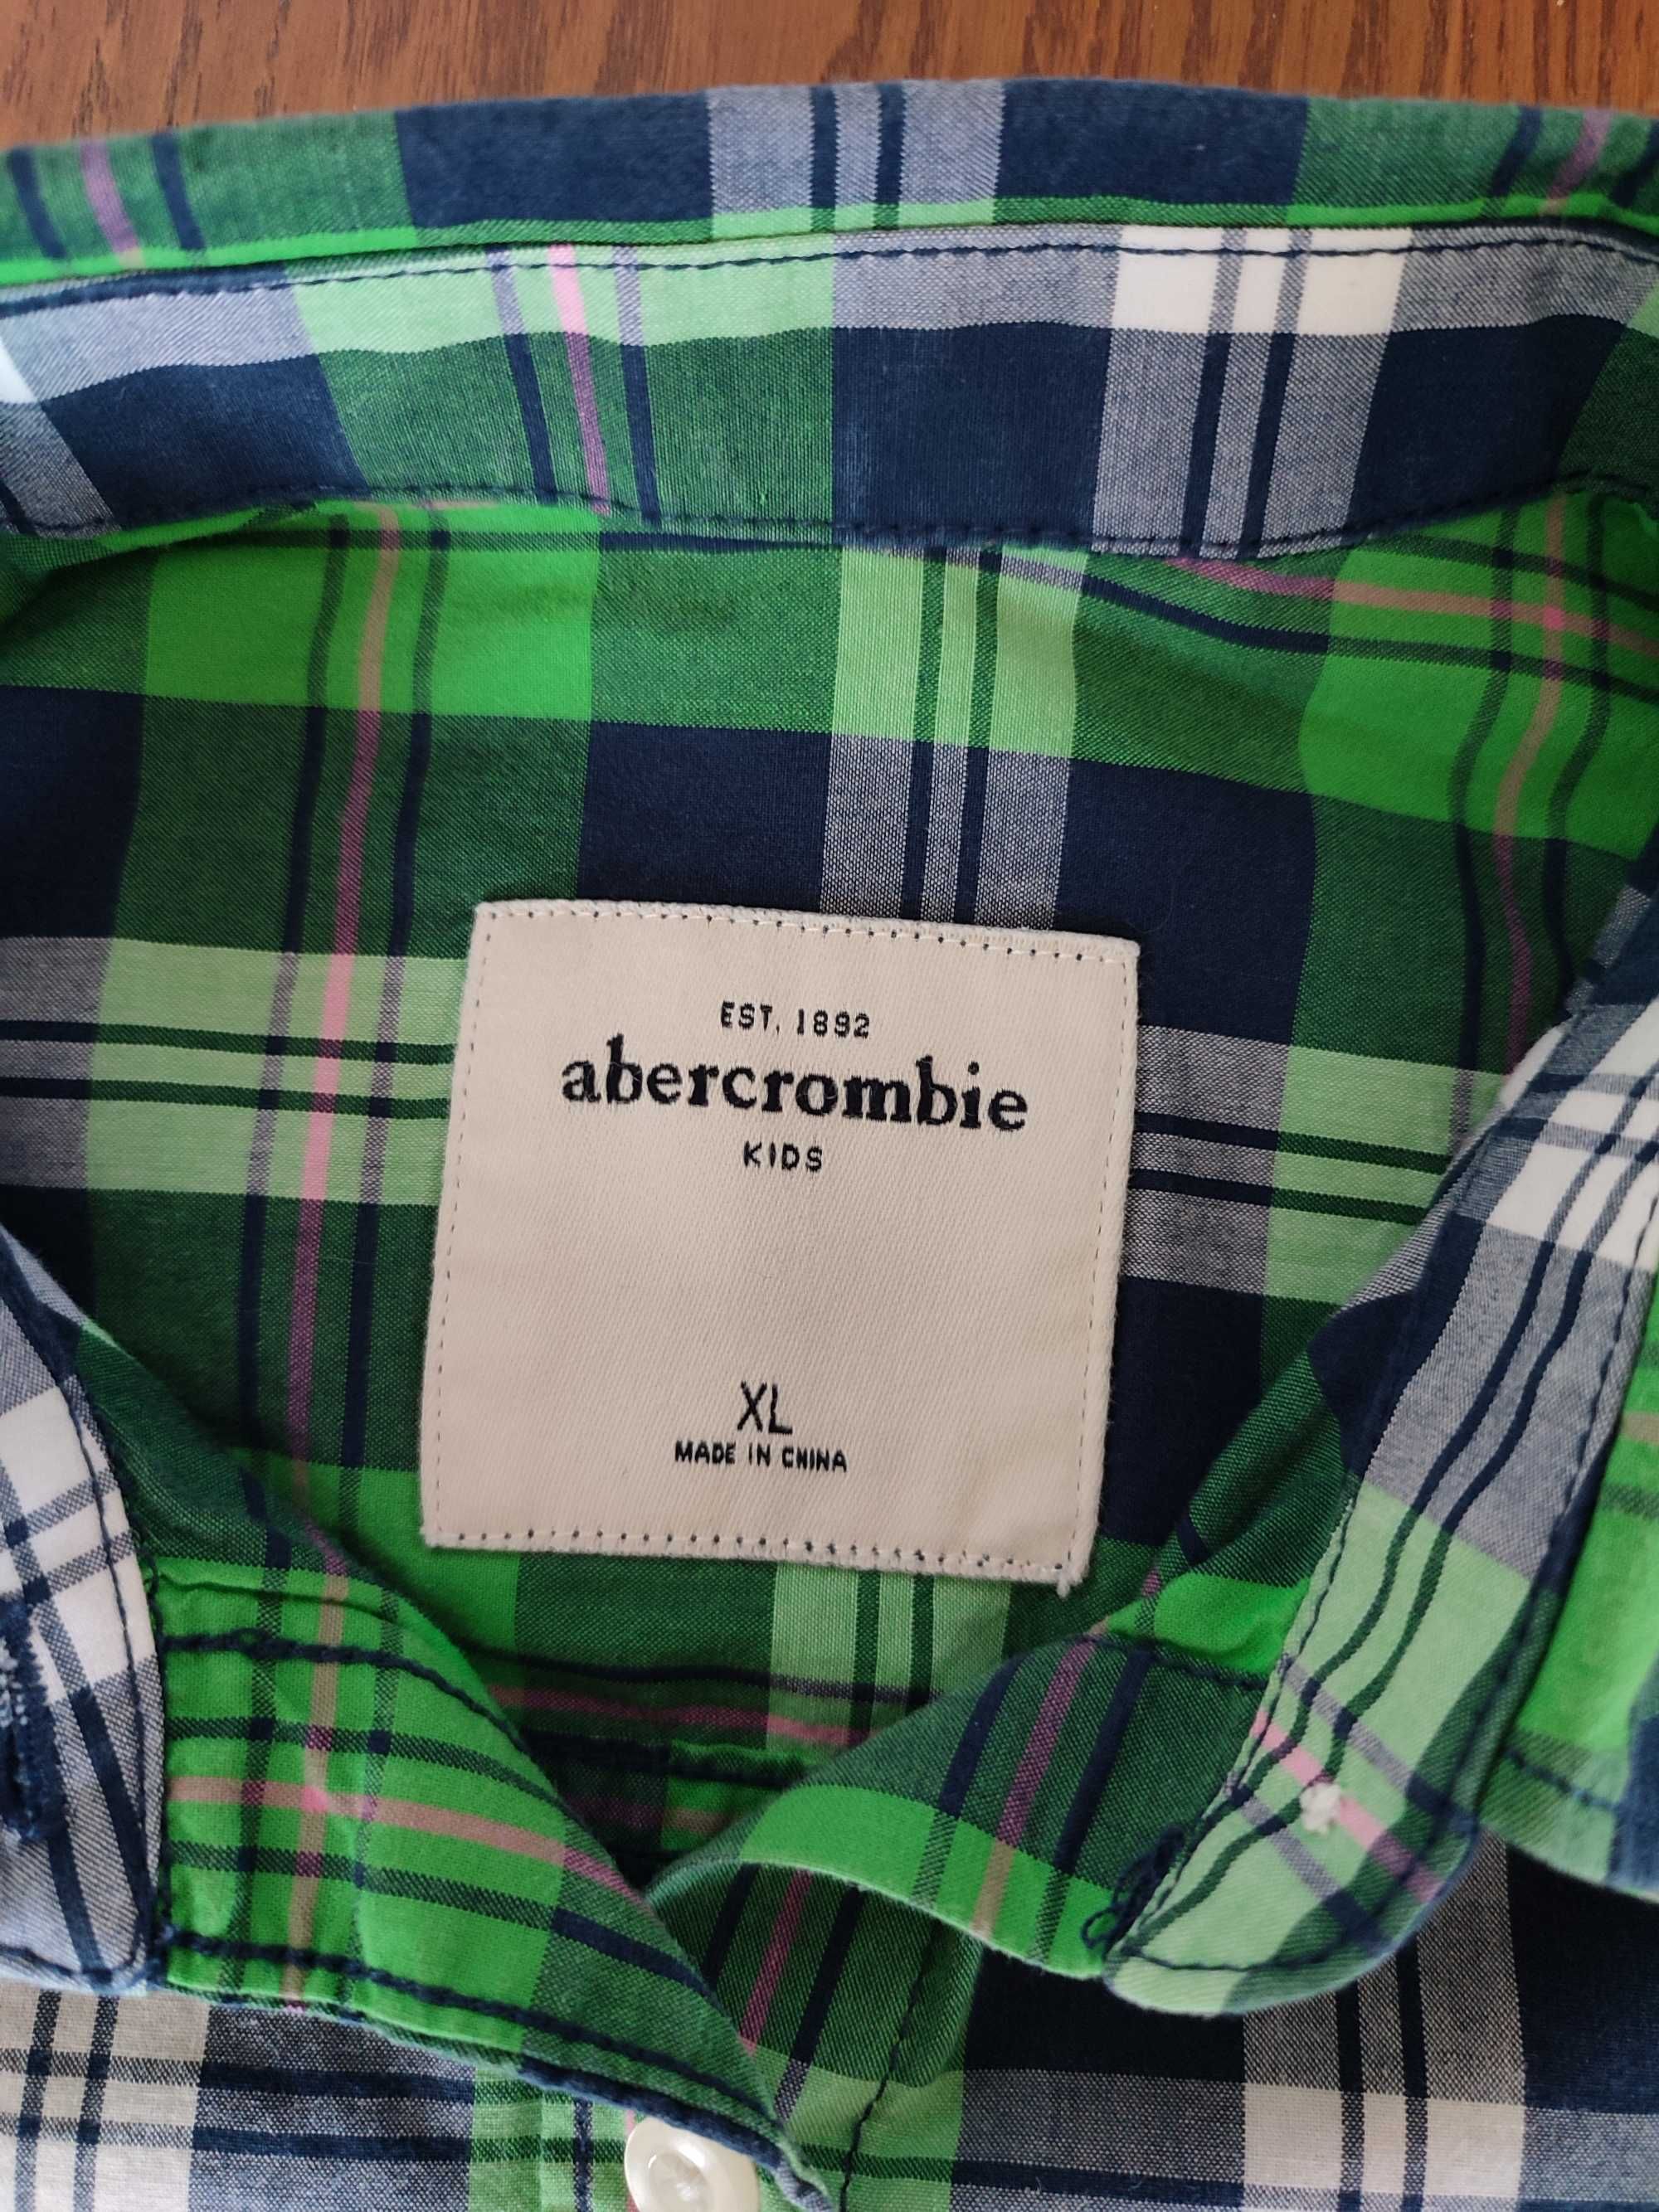 EST. 1892
abercrombie
KIDS
XL
MADE IN CHINA